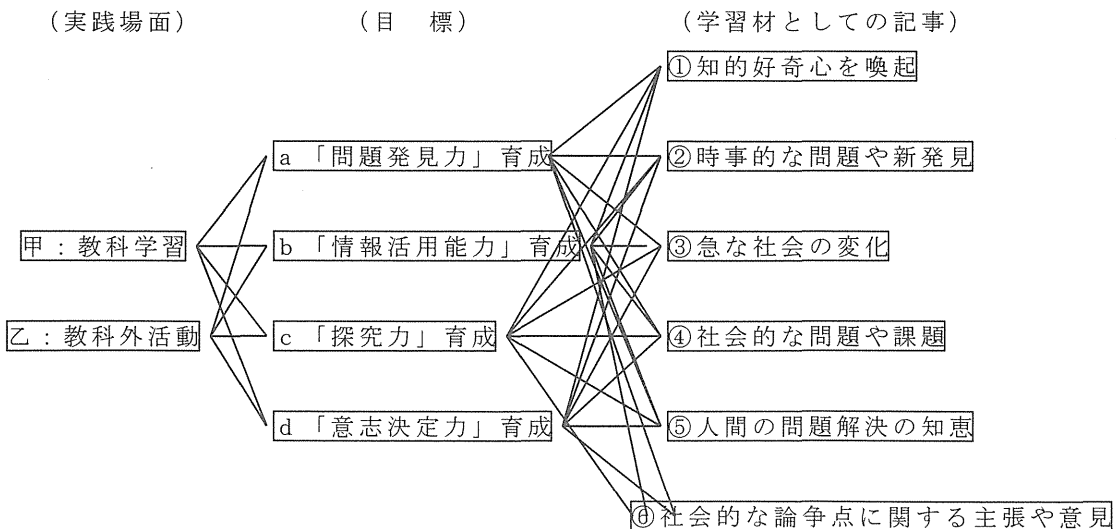 (実践場面) (目 標) (学習材としての記事)
①知的好奇心を喚起
a 「問題発見力」育成 ②時事的な問題や新発見
甲:教科学習 b 「情報活用能力」育成 ③急な社会の変化
乙:教科外活動 c 「探究力」育成 ④社会的な問題や課題
d 「意志決定力」育成 ⑤人間の問題解決の知恵
⑥社会的な論争点に関する主張や意見